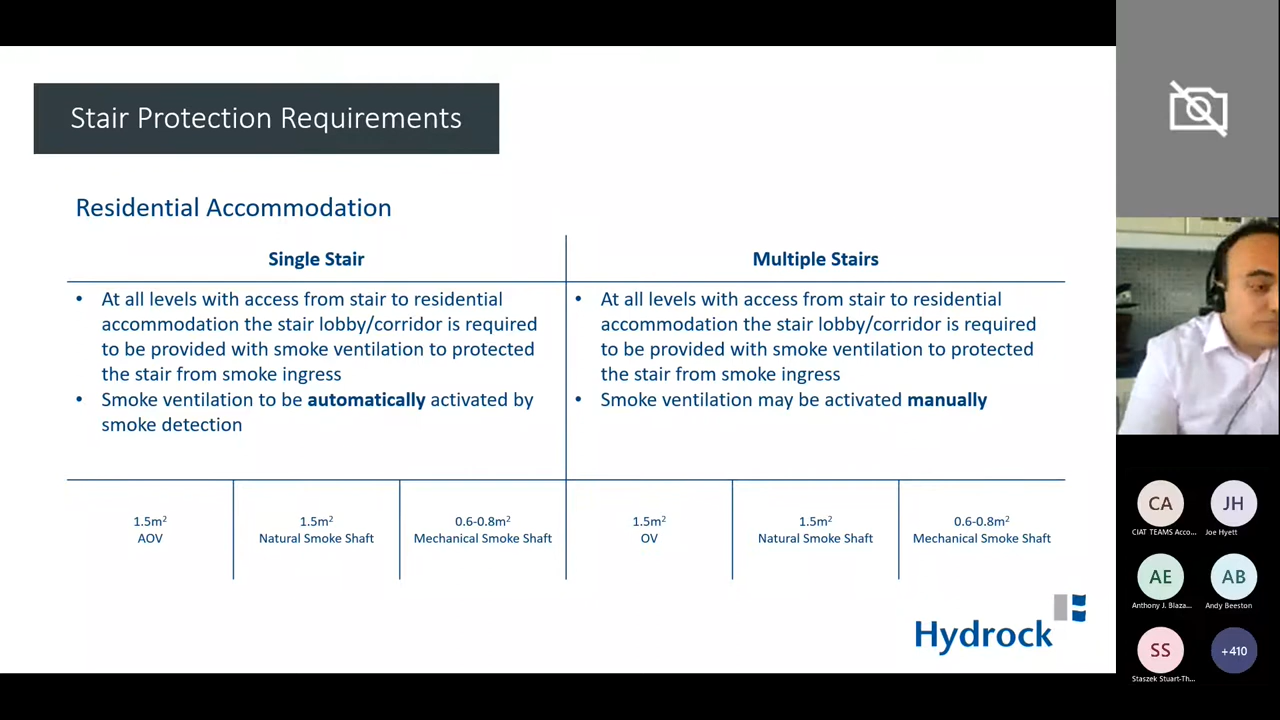 Stair Protection Requirements
Residential Accommodation
Single Stair
• At all levels with access from stair to residential
accommodation the stair lobby/corridor is required
to be provided with smoke ventilation to protected
the stair from smoke ingress
• Smoke ventilation to be automatically activated by
smoke detection
Multiple Stairs
• At all levels with access from stair to residential
accommodation the stair lobby/corridor is required
to be provided with smoke ventilation to protected
the stair from smoke ingress
• Smoke ventilation may be activated manually
1.5m²
AOV
1.5m²
Natural Smoke Shaft
0.6-0.8m²
Mechanical Smoke Shaft
1.5m²
OV
1.5m²
Natural Smoke Shaft
0.6-0.8m²
Mechanical Smoke Shaft
Hydrock
CA
CIAT TEAMS Acco...
JH
Joe Hyett
AE
Anthony J. Blaza...
AB
Andy Beeston
SS
Staszek Stuart-Th...
+410